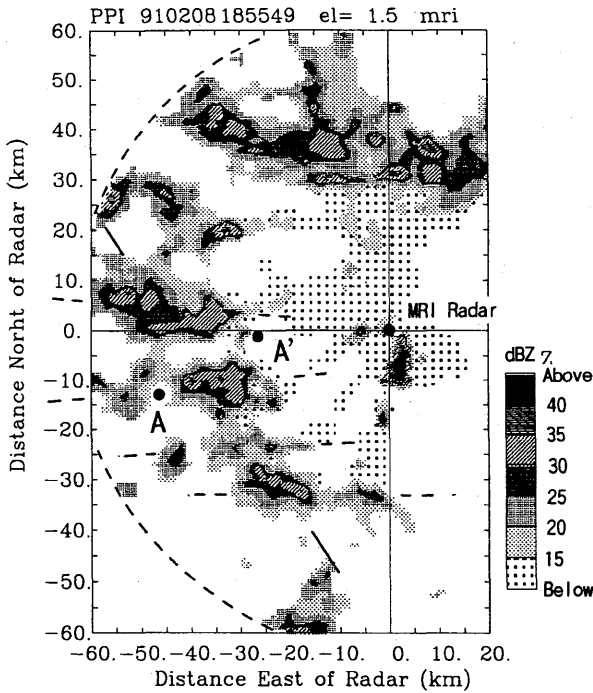 PPI 910208 185549 el= 1.5 mri
60.
50.
40.
30.
20.
10.
0.
-10.
-20.
-30.
-40.
-50.
-60.
Distance Norht of Radar (km)
MRI Radar
A'
A
dBZ
Above
40
35
30
25
20
15
Below
-60. -50. -40. -30. -20. -10. 0. 10. 20.
Distance East of Radar (km)